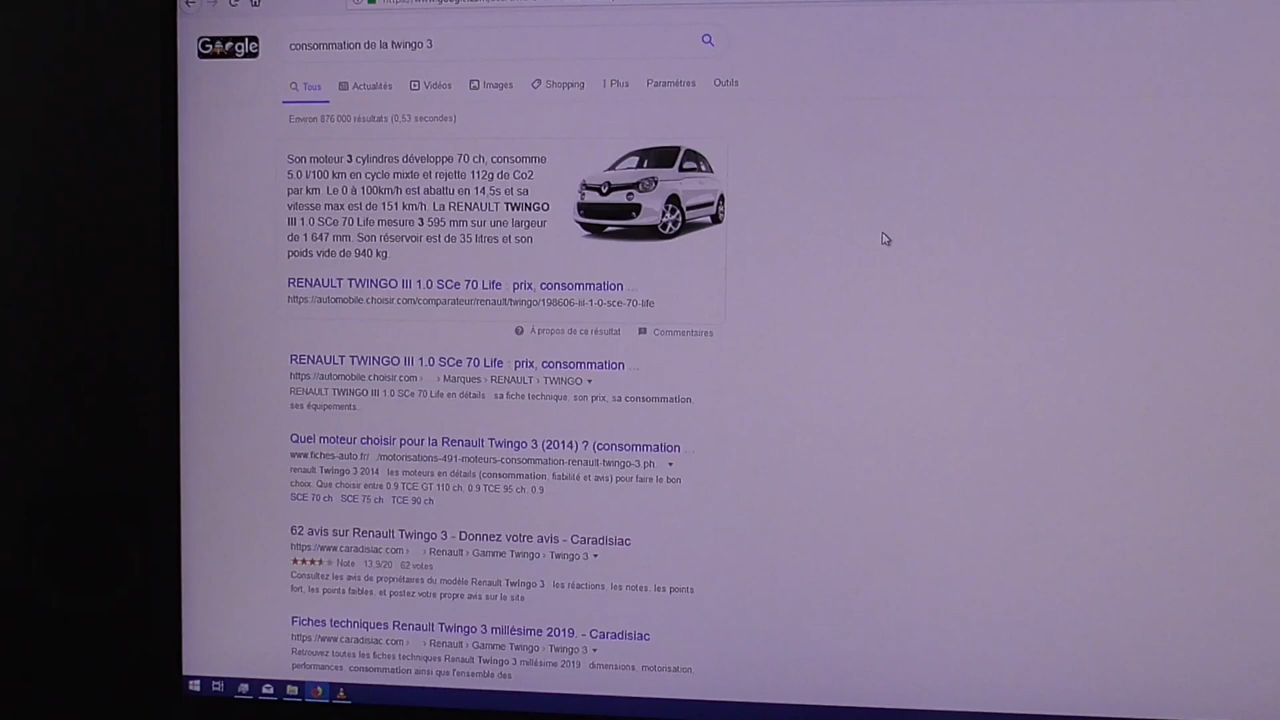 Google
consommation de la twingo 3
Tous Actualités Vidéos Images Shopping Plus Paramètres Outils
Environ 876 000 résultats (0,53 secondes)
Son moteur 3 cylindres développe 70 ch, consomme
5.0 l/100 km en cycle mixte et rejette 112g de Co2
par km. Le 0 à 100km/h est abattu en 14,5s et sa
vitesse max est de 151 km/h. La RENAULT TWINGO
III 1.0 SCe 70 Life mesure 3 595 mm sur une largeur
de 1 647 mm. Son réservoir est de 35 litres et son
poids vide de 940 kg.
RENAULT TWINGO III 1.0 SCe 70 Life : prix, consommation ...
https://automobile.choisir.com/comparateur/renault/twingo/198606-iii-1-0-sce-70-life
À propos de ce résultat Commentaires
RENAULT TWINGO III 1.0 SCe 70 Life : prix, consommation ...
https://automobile.choisir.com › ... › Marques › RENAULT › TWINGO
RENAULT TWINGO III 1.0 SCe 70 Life en détails : sa fiche technique, son prix, sa consommation,
ses équipements...
Quel moteur choisir pour la Renault Twingo 3 (2014) ? (consommation ...
www.fiches-auto.fr/.../motorisations-491-moteurs-consommation-renault-twingo-3.ph...
renault Twingo 3 2014 : les moteurs en détails (consommation, fiabilité et avis) pour faire le bon
choix. Que choisir entre 0.9 TCE GT 110 ch, 0.9 TCE 95 ch, 0.9
SCE 70 ch SCE 75 ch TCE 90 ch
62 avis sur Renault Twingo 3 - Donnez votre avis - Caradisiac
https://www.caradisiac.com › ... › Renault › Gamme Twingo › Twingo 3
Note : 13,9/20 62 votes
Consultez les avis de propriétaires du modèle Renault Twingo 3 : les réactions, les notes, les points
fort, les points faibles, et postez votre propre avis sur le site
Fiches techniques Renault Twingo 3 millésime 2019. - Caradisiac
https://www.caradisiac.com › ... › Renault › Gamme Twingo › Twingo 3
Retrouvez toutes les fiches techniques Renault Twingo 3 millésime 2019 : dimensions, motorisation,
performances, consommation ainsi que l'ensemble des